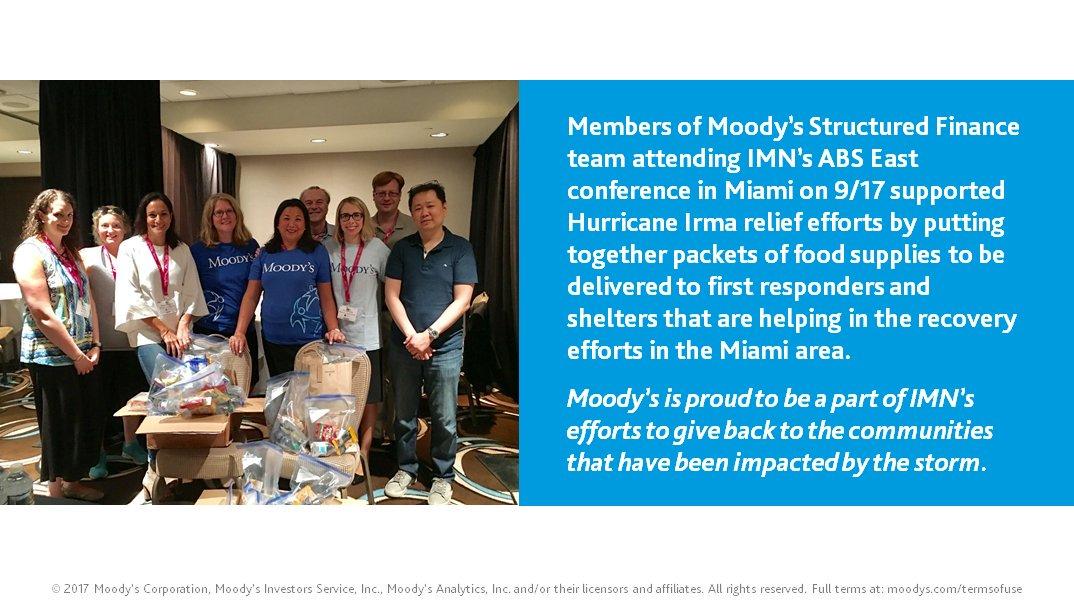 MOODY'S
MOODY'S
MOODY'S
Members of Moody's Structured Finance
team attending IMN's ABS East
conference in Miami on 9/17 supported
Hurricane Irma relief efforts by putting
together packets of food supplies to be
delivered to first responders and
shelters that are helping in the recovery
efforts in the Miami area.
Moody's is proud to be a part of IMN's
efforts to give back to the communities
that have been impacted by the storm.
© 2017 Moody's Corporation, Moody's Investors Service, Inc., Moody's Analytics, Inc. and/or their licensors and affiliates. All rights reserved. Full terms at: moodys.com/termsofuse